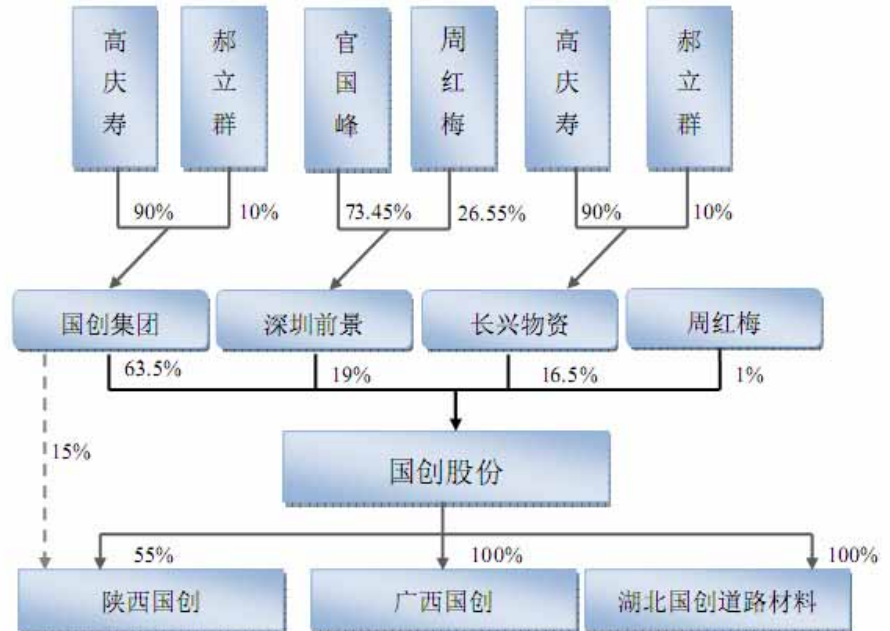 高庆寿
郝立群
官国峰
周红梅
高庆寿
郝立群
90%
10%
73.45%
26.55%
90%
10%
国创集团
深圳前景
长兴物资
周红梅
63.5%
19%
16.5%
1%
15%
国创股份
55%
100%
100%
陕西国创
广西国创
湖北国创道路材料